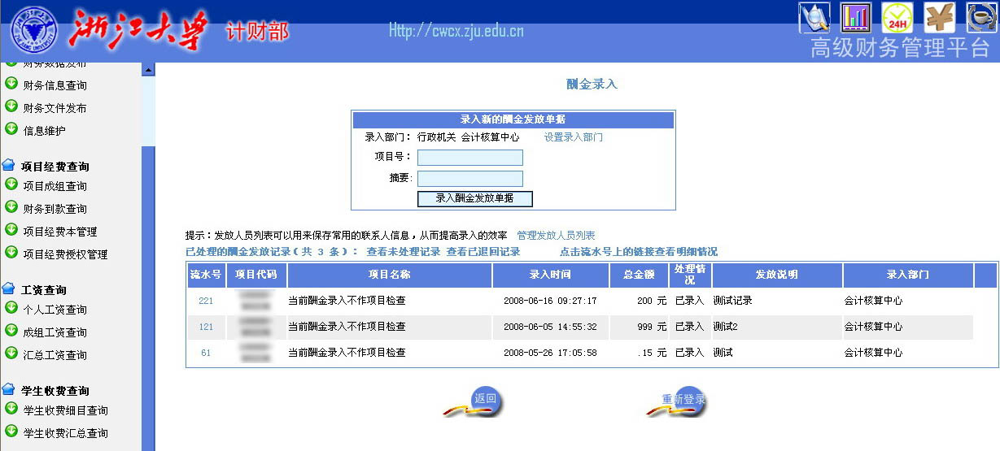 浙江大学 计财部
Http://cwcx.zju.edu.cn
24H
高级财务管理平台
财务数据发布
财务信息查询
财务文件发布
信息维护
项目经费查询
项目成组查询
财务到款查询
项目经费本管理
项目经费授权管理
工资查询
个人工资查询
成组工资查询
汇总工资查询
学生收费查询
学生收费细目查询
学生收费汇总查询
酬金录入
录入新的酬金发放单据
录入部门： 行政机关 会计核算中心 设置录入部门
项目号：
摘要:
录入酬金发放单据
提示：发放人员列表可以用来保存常用的联系人信息，从而提高录入的效率 管理发放人员列表
已处理的酬金发放记录（共 3 条）： 查看未处理记录 查看已退回记录 点击流水号上的链接查看明细情况
流水号 项目代码 项目名称 录入时间 总金额 处理情况 发放说明 录入部门
221 当前酬金录入不作项目检查 2008-06-16 09:27:17 200 元 已录入 测试记录 会计核算中心
121 当前酬金录入不作项目检查 2008-06-05 14:55:32 999 元 已录入 测试2 会计核算中心
61 当前酬金录入不作项目检查 2008-05-26 17:05:58 .15 元 已录入 测试 会计核算中心
返回 重新登录